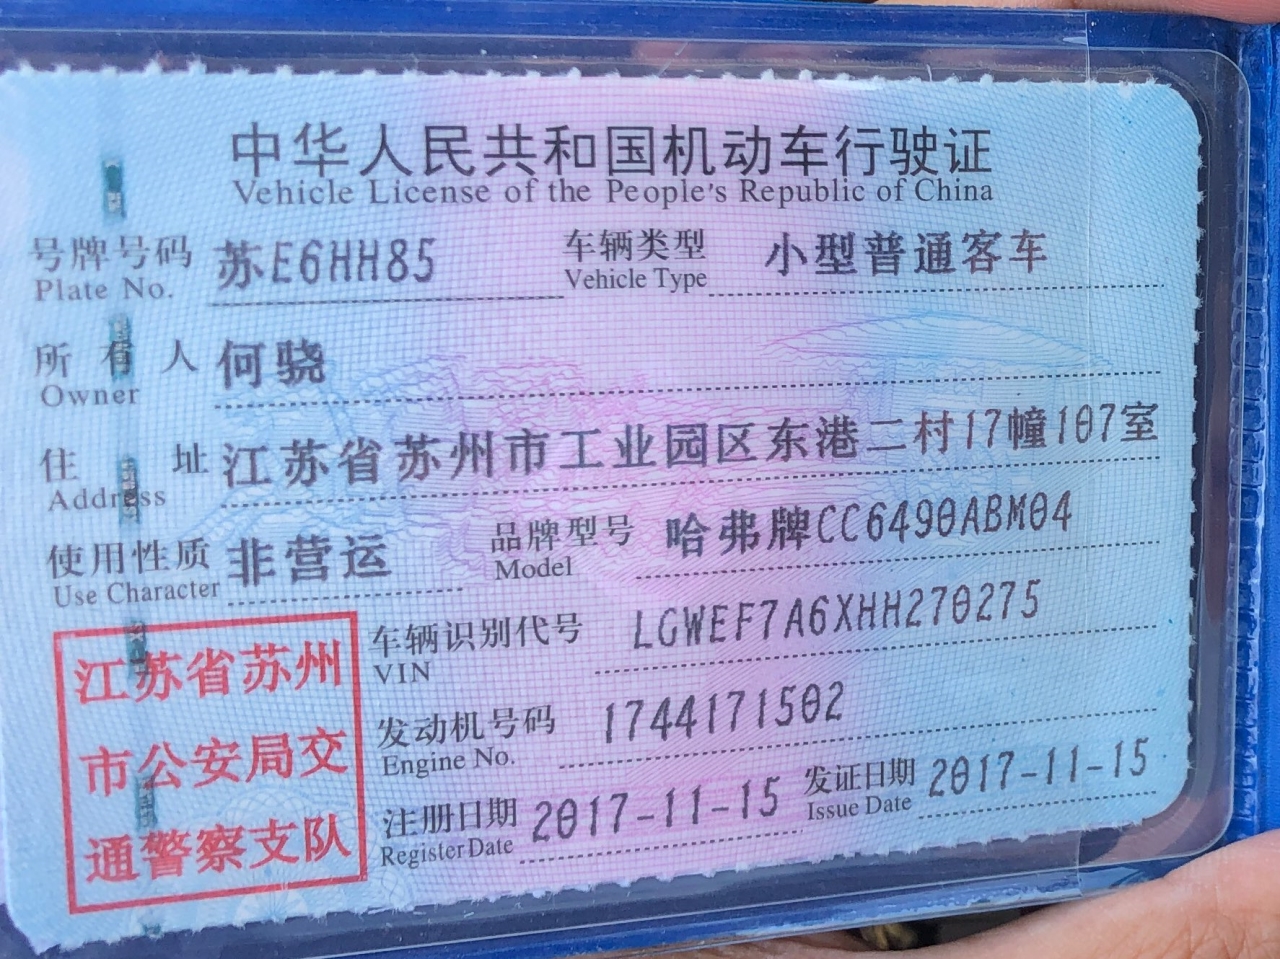 中华人民共和国机动车行驶证
Vehicle License of the People's Republic of China
号牌号码 苏E6HH85 车辆类型 小型普通客车
Plate No. Vehicle Type
所有人 何骁
Owner
住址 江苏省苏州市工业园区东港二村17幢107室
Address
使用性质 非营运 品牌型号 哈弗牌CC6490ABM04
Use Character Model
车辆识别代号 LGWEF7A6XHH270275
VIN
发动机号码 1744171502
Engine No.
注册日期 2017-11-15 发证日期 2017-11-15
Register Date Issue Date
江苏省苏州
市公安局交
通警察支队